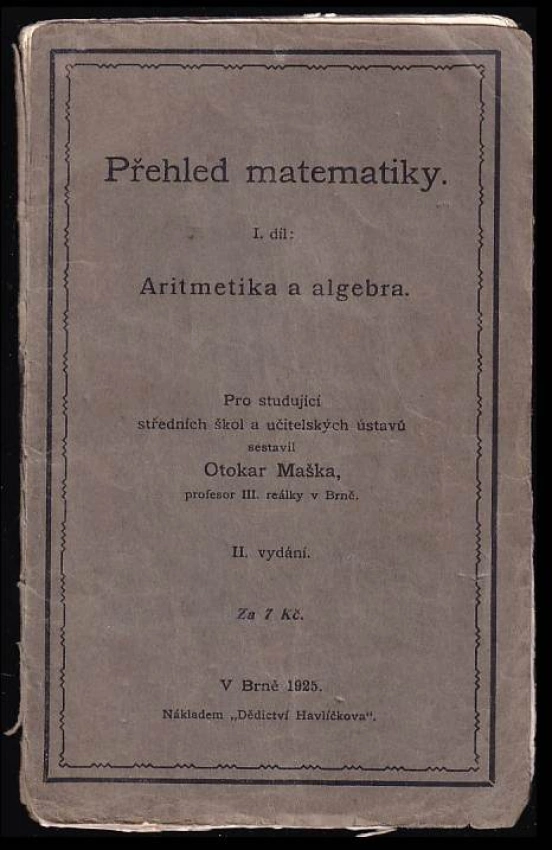 Přehled matematiky.
I. díl:
Aritmetika a algebra.
Pro studující
středních škol a učitelských ústavů
sestavil
Otokar Maška,
profesor III. reálky v Brně.
II. vydání.
Za 7 Kč.
V Brně 1925.
Nákladem „Dědictví Havlíčkova“.